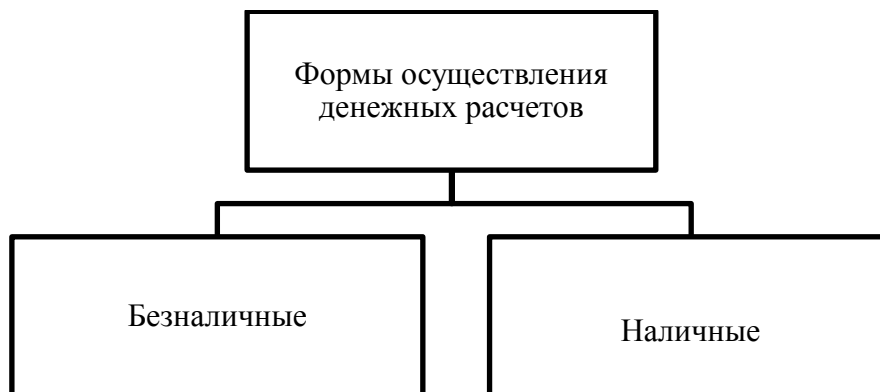 Формы осуществления
денежных расчетов
Безналичные
Наличные